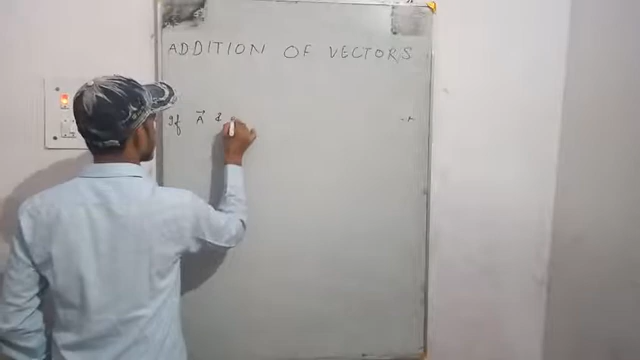 ADDITION OF VECTORS
If A⃗ &